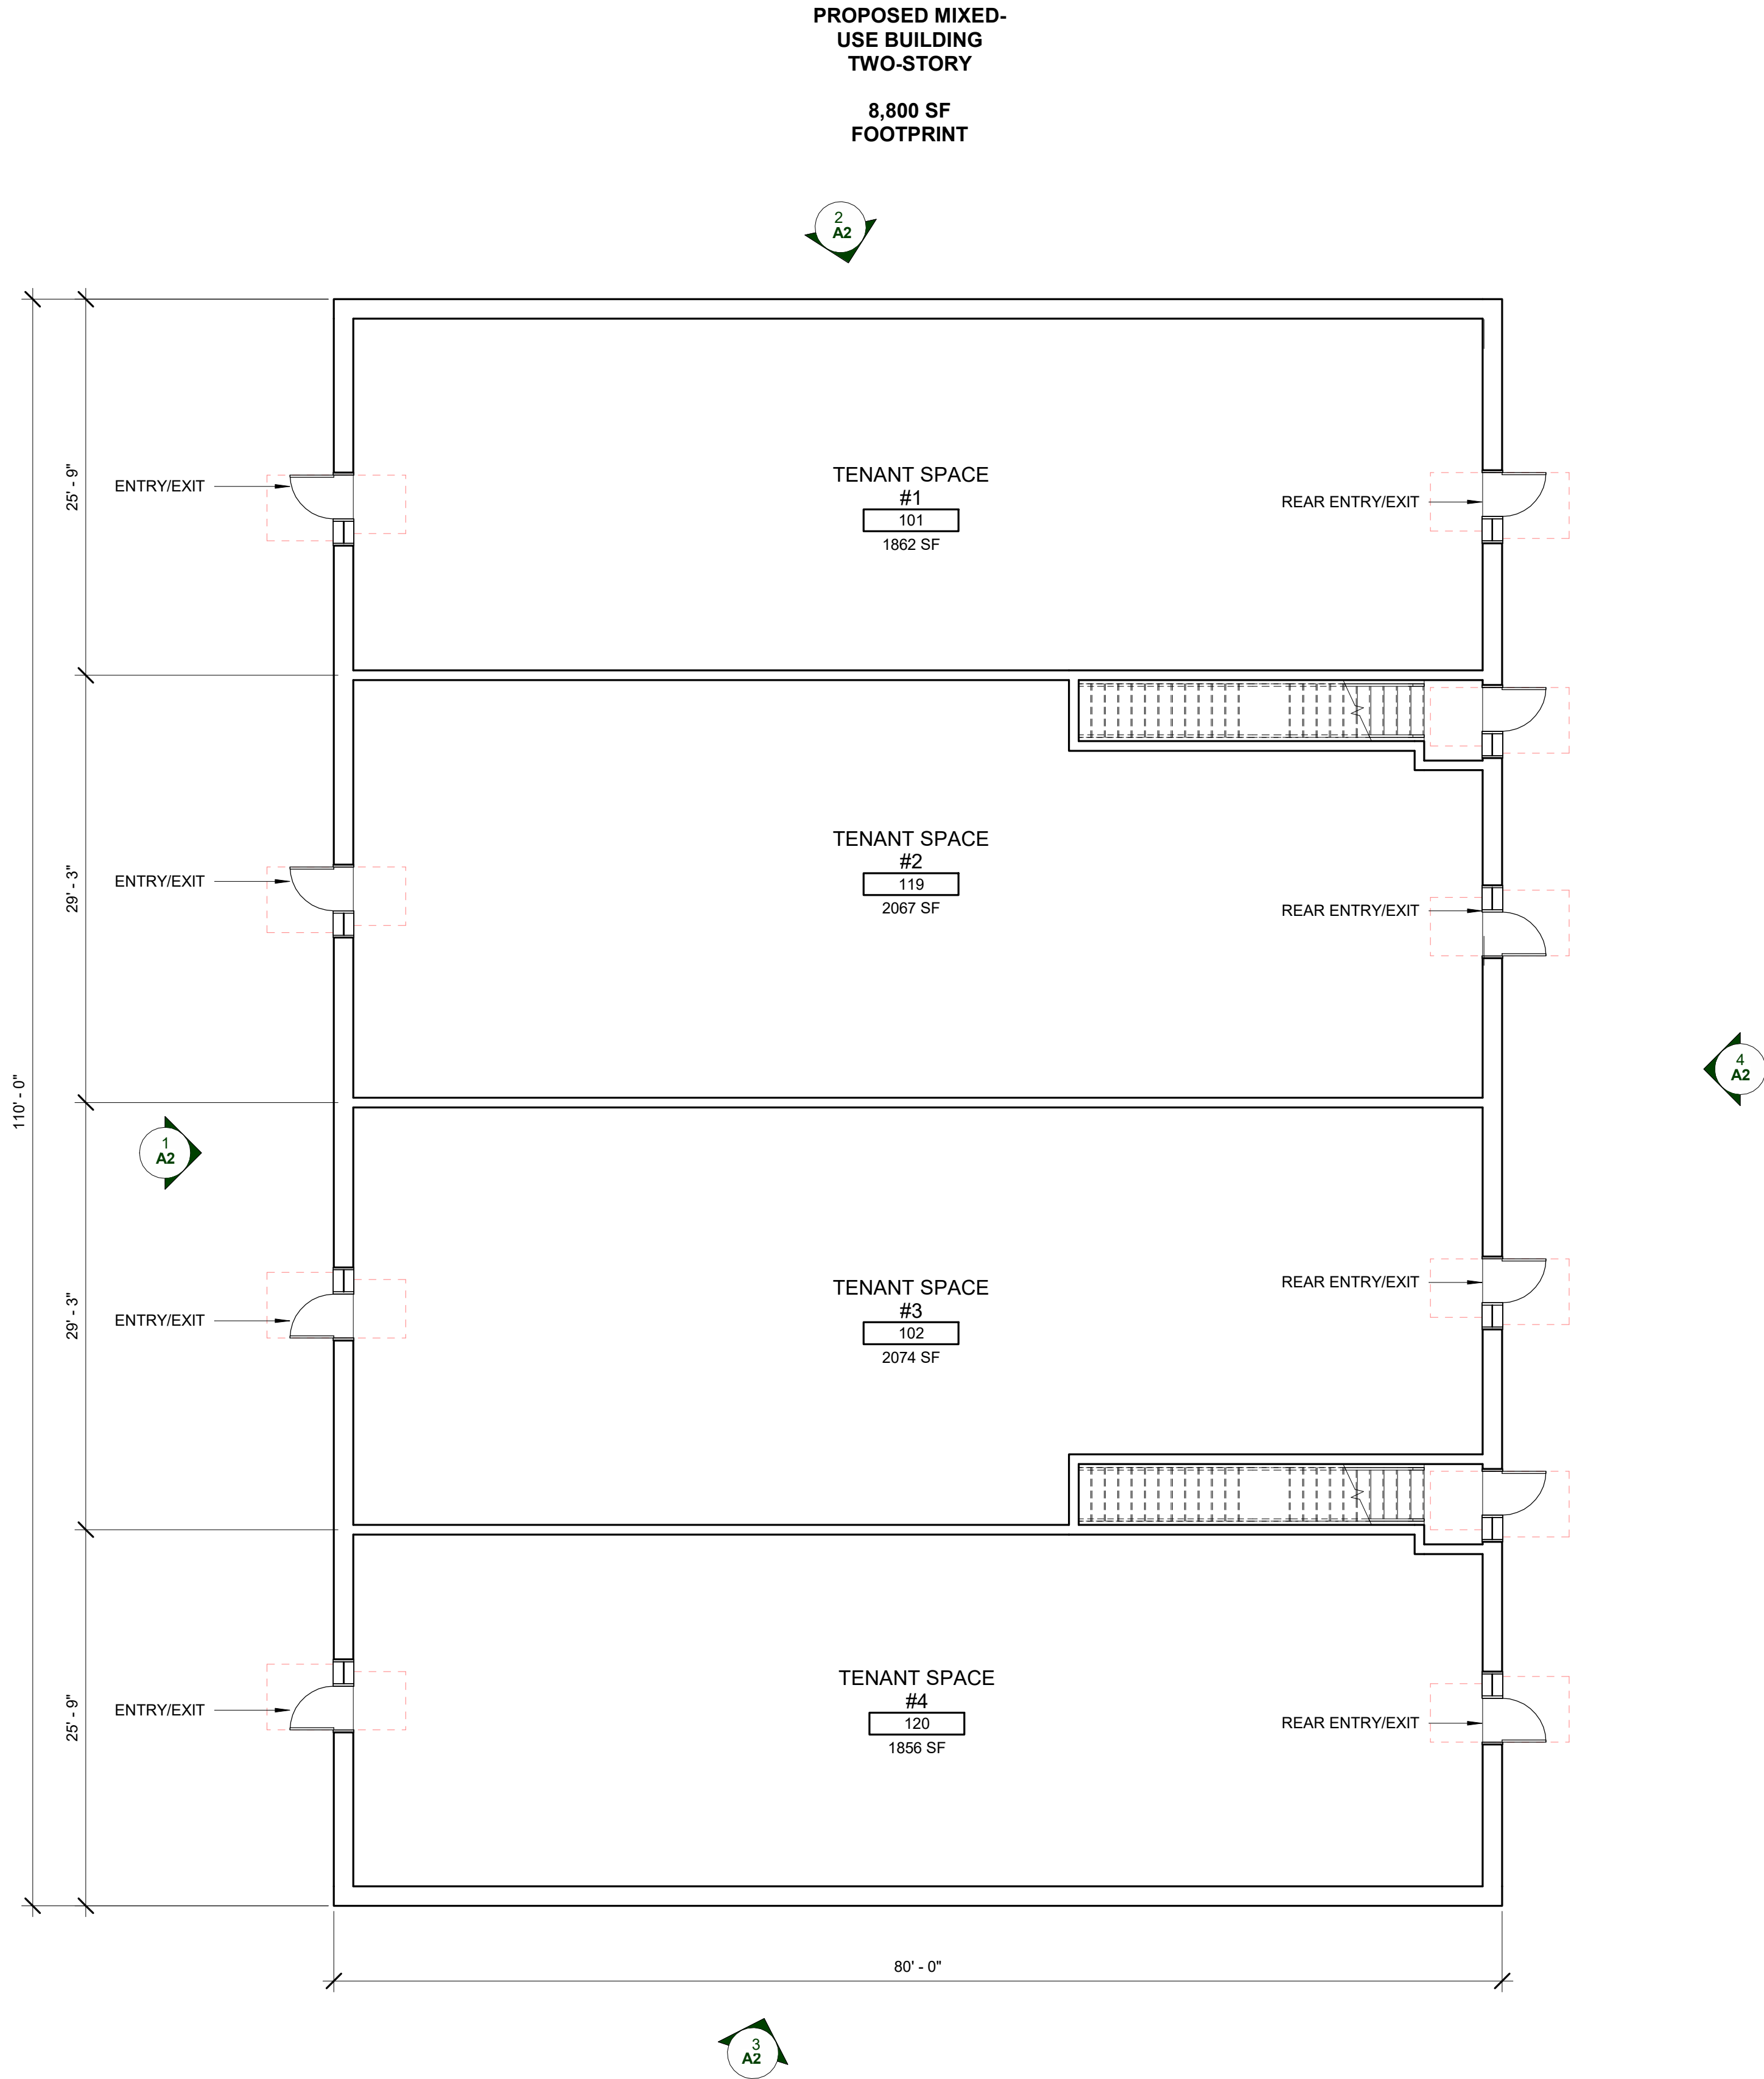 PROPOSED MIXED-
USE BUILDING
TWO-STORY
8,800 SF
FOOTPRINT
2
A2
25' - 9"
ENTRY/EXIT
TENANT SPACE
#1
101
1862 SF
REAR ENTRY/EXIT
29' - 3"
ENTRY/EXIT
TENANT SPACE
#2
119
2067 SF
REAR ENTRY/EXIT
110' - 0"
1
A2
4
A2
29' - 3"
ENTRY/EXIT
TENANT SPACE
#3
102
2074 SF
REAR ENTRY/EXIT
25' - 9"
ENTRY/EXIT
TENANT SPACE
#4
120
1856 SF
REAR ENTRY/EXIT
80' - 0"
3
A2